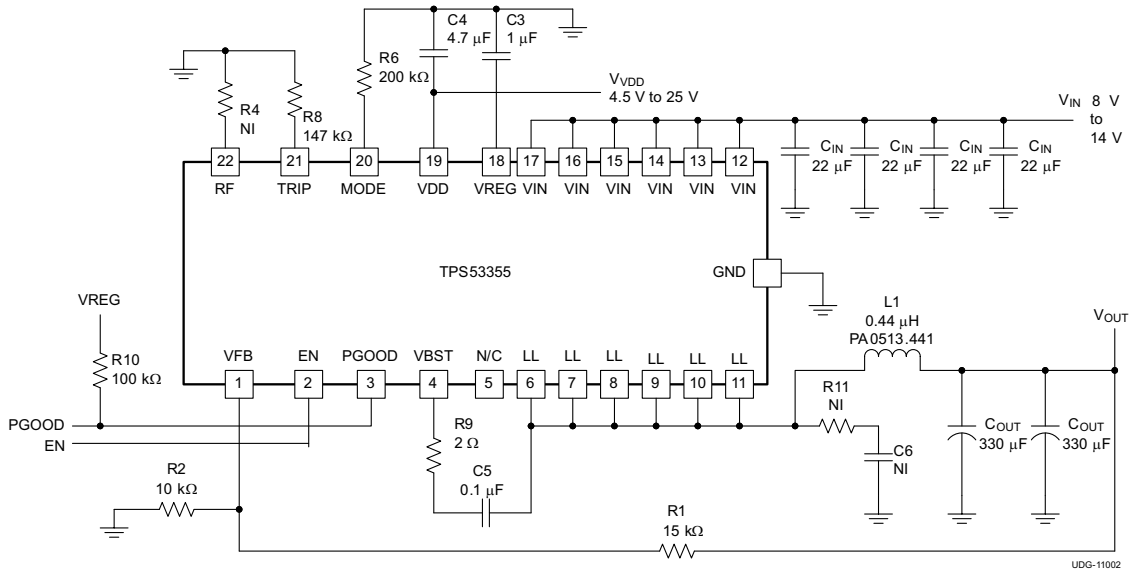 C4
4.7 μF
C3
1 μF
R6
200 kΩ
R4
NI
R8
147 kΩ
VVDD
4.5 V to 25 V
VIN 8 V
to
14 V
CIN
22 μF
CIN
22 μF
CIN
22 μF
CIN
22 μF
22 21 20 19 18 17 16 15 14 13 12
RF TRIP MODE VDD VREG VIN VIN VIN VIN VIN VIN
TPS53355
GND
VREG
R10
100 kΩ
VFB EN PGOOD VBST N/C LL LL LL LL LL LL
1 2 3 4 5 6 7 8 9 10 11
L1
0.44 μH
PA0513.441
VOUT
PGOOD
EN
R9
2 Ω
C5
0.1 μF
R11
NI
C6
NI
COUT
330 μF
COUT
330 μF
R2
10 kΩ
R1
15 kΩ
UDG-11002